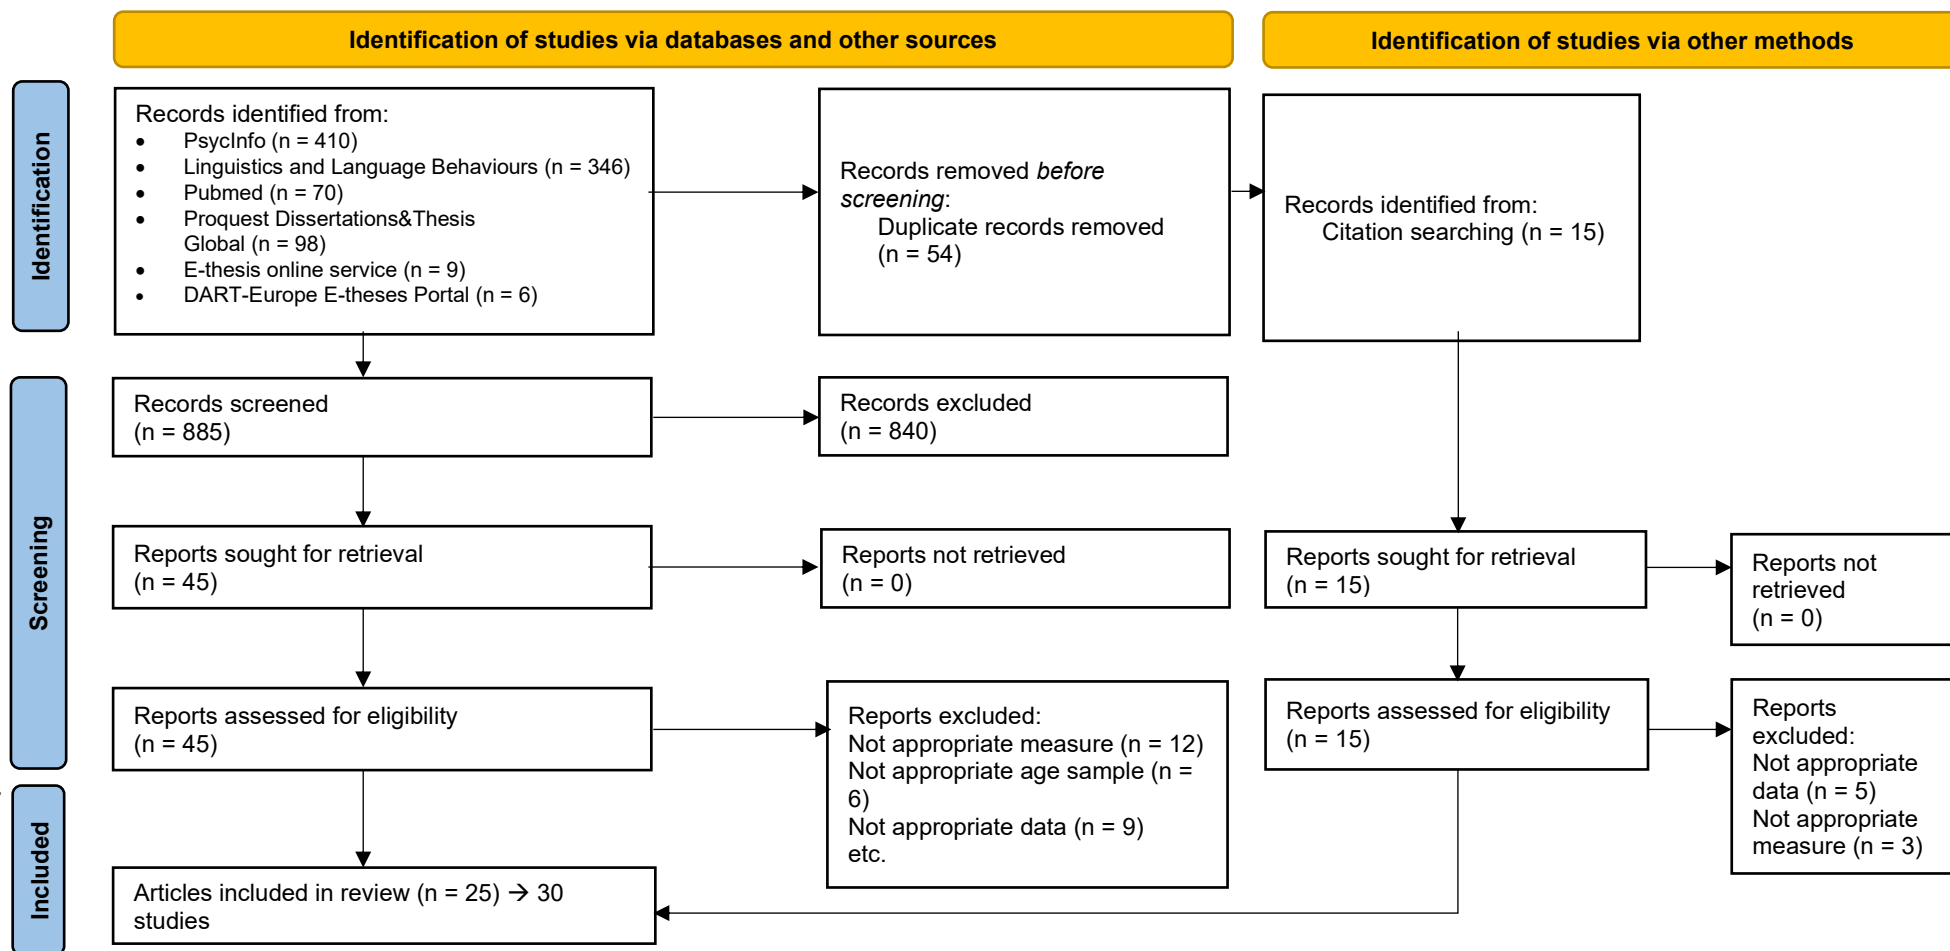 Identification of studies via databases and other sources
Identification of studies via other methods
Identification
Records identified from:
• PsycInfo (n = 410)
• Linguistics and Language Behaviours (n = 346)
• Pubmed (n = 70)
• Proquest Dissertations&Thesis
Global (n = 98)
• E-thesis online service (n = 9)
• DART-Europe E-theses Portal (n = 6)
Records removed before
screening:
Duplicate records removed
(n = 54)
Records identified from:
Citation searching (n = 15)
Screening
Records screened
(n = 885)
Records excluded
(n = 840)
Reports sought for retrieval
(n = 45)
Reports not retrieved
(n = 0)
Reports sought for retrieval
(n = 15)
Reports not
retrieved
(n = 0)
Reports assessed for eligibility
(n = 45)
Reports excluded:
Not appropriate measure (n = 12)
Not appropriate age sample (n =
6)
Not appropriate data (n = 9)
etc.
Reports assessed for eligibility
(n = 15)
Reports
excluded:
Not appropriate
data (n = 5)
Not appropriate
measure (n = 3)
Included
Articles included in review (n = 25) → 30
studies